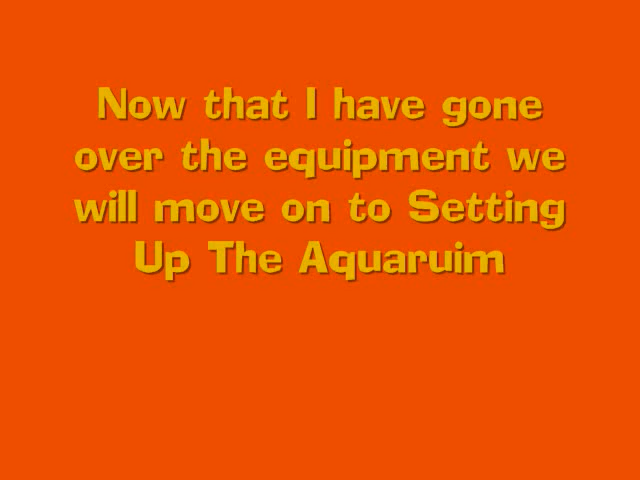 Now that I have gone
over the equipment we
will move on to Setting
Up The Aquaruim